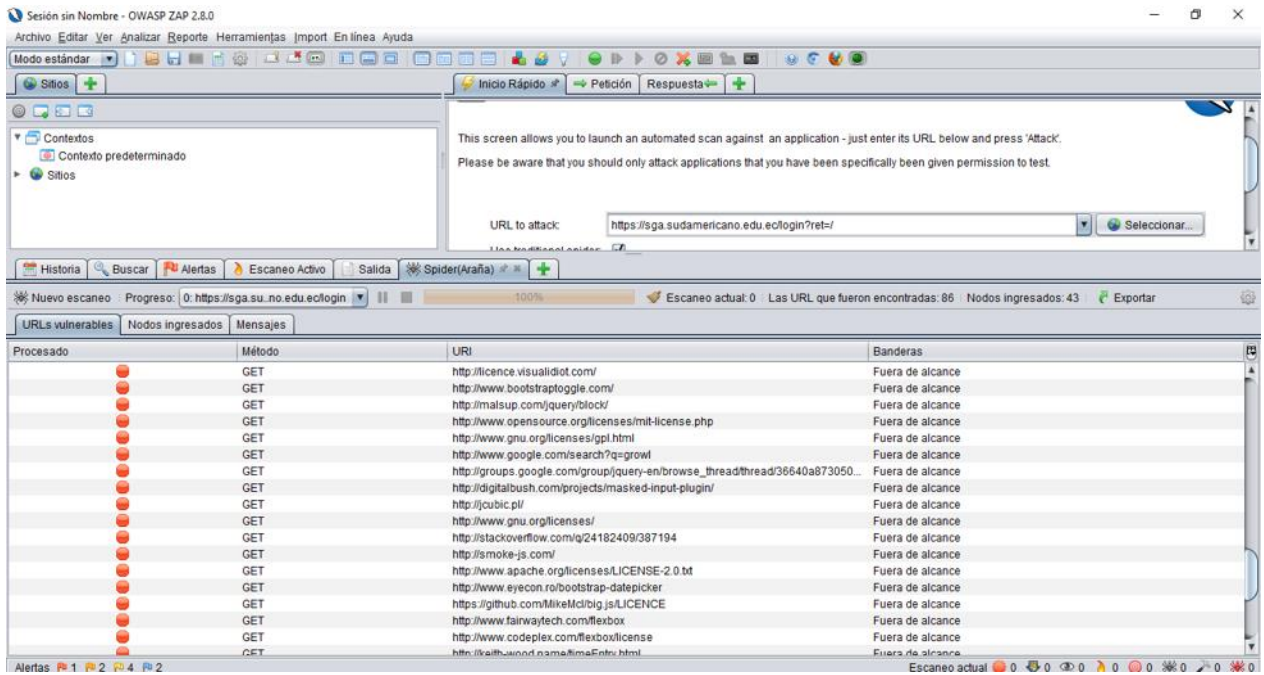 Sesión sin Nombre - OWASP ZAP 2.8.0
Archivo Editar Ver Analizar Reporte Herramientas Import En línea Ayuda
Modo estándar
Sitios
Inicio Rápido Petición Respuesta
Contextos
Contexto predeterminado
Sitios
This screen allows you to launch an automated scan against an application - just enter its URL below and press 'Attack'.
Please be aware that you should only attack applications that you have been specifically been given permission to test.
URL to attack: https://sga.sudamericano.edu.ec/login?ret=/ Seleccionar...
Use traditional spider:
Historia Buscar Alertas Escaneo Activo Salida Spider(Araña)
Nuevo escaneo Progreso: 0: https://sga.su..no.edu.ec/login 100% Escaneo actual: 0 Las URL que fueron encontradas: 86 Nodos ingresados: 43 Exportar
URLs vulnerables Nodos ingresados Mensajes
Procesado Método URI Banderas
GET http://licence.visualidiot.com/ Fuera de alcance
GET http://www.bootstraptoggle.com/ Fuera de alcance
GET http://malsup.com/jquery/block/ Fuera de alcance
GET http://www.opensource.org/licenses/mit-license.php Fuera de alcance
GET http://www.gnu.org/licenses/gpl.html Fuera de alcance
GET http://www.google.com/search?q=growl Fuera de alcance
GET http://groups.google.com/group/jquery-en/browse_thread/thread/36640a873050... Fuera de alcance
GET http://digitalbush.com/projects/masked-input-plugin/ Fuera de alcance
GET http://jcubic.pl/ Fuera de alcance
GET http://www.gnu.org/licenses/ Fuera de alcance
GET http://stackoverflow.com/q/24182409/387194 Fuera de alcance
GET http://smoke-js.com/ Fuera de alcance
GET http://www.apache.org/licenses/LICENSE-2.0.txt Fuera de alcance
GET http://www.eyecon.ro/bootstrap-datepicker Fuera de alcance
GET https://github.com/MikeMcl/big.js/LICENCE Fuera de alcance
GET http://www.fairwaytech.com/flexbox Fuera de alcance
GET http://www.codeplex.com/flexbox/license Fuera de alcance
GET http://keith-wood.name/timeEntry.html Fuera de alcance
Alertas 1 2 4 2 Escaneo actual 0 0 0 0 0 0 0 0